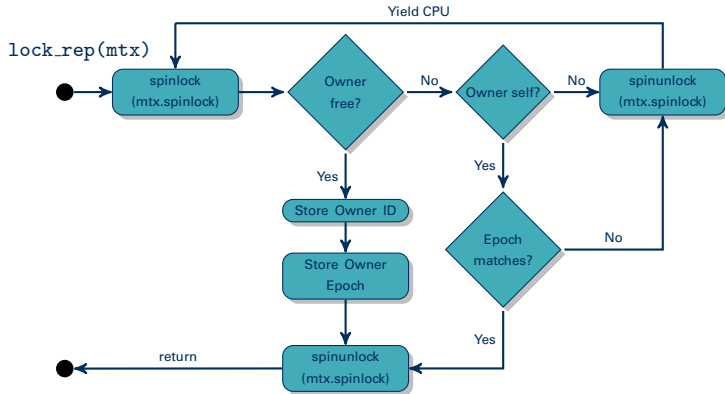 Yield CPU
lock_rep(mtx)
spinlock
(mtx.spinlock)
Owner
free?
No
Owner self?
No
spinunlock
(mtx.spinlock)
Yes
Yes
Store Owner ID
Epoch
matches?
No
Store Owner
Epoch
Yes
return
spinunlock
(mtx.spinlock)